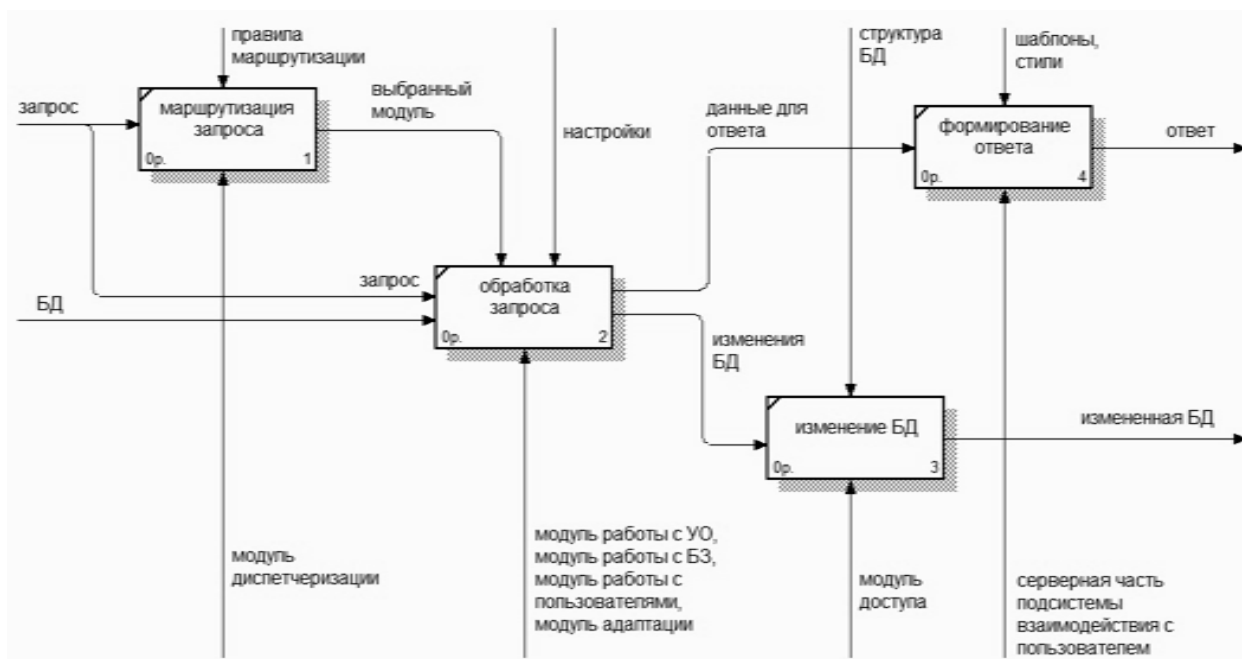 правила
маршрутизации
структура
БД
шаблоны,
стили
запрос
маршрутизация
запроса
0р.
1
выбранный
модуль
настройки
данные для
ответа
формирование
ответа
0р.
4
ответ
запрос
БД
обработка
запроса
0р.
2
изменения
БД
изменение БД
0р.
3
измененная БД
модуль
диспетчеризации
модуль работы с УО,
модуль работы с БЗ,
модуль работы с
пользователями,
модуль адаптации
модуль
доступа
серверная часть
подсистемы
взаимодействия с
пользователем